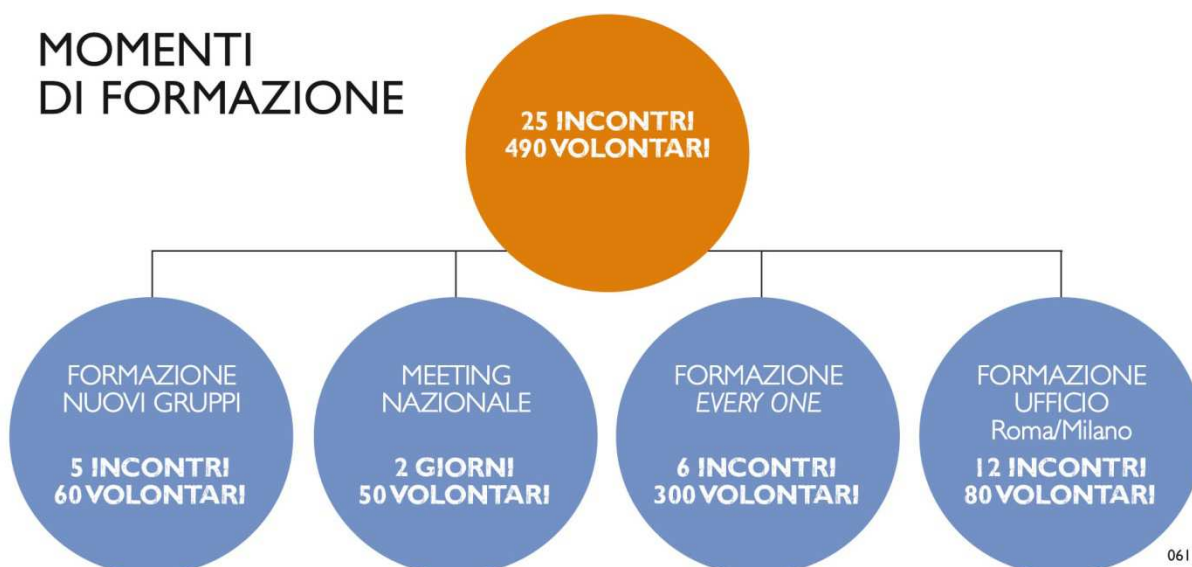 MOMENTI
DI FORMAZIONE
25 INCONTRI
490 VOLONTARI
FORMAZIONE
NUOVI GRUPPI
5 INCONTRI
60 VOLONTARI
MEETING
NAZIONALE
2 GIORNI
50 VOLONTARI
FORMAZIONE
EVERY ONE
6 INCONTRI
300 VOLONTARI
FORMAZIONE
UFFICIO
Roma/Milano
12 INCONTRI
80 VOLONTARI
061